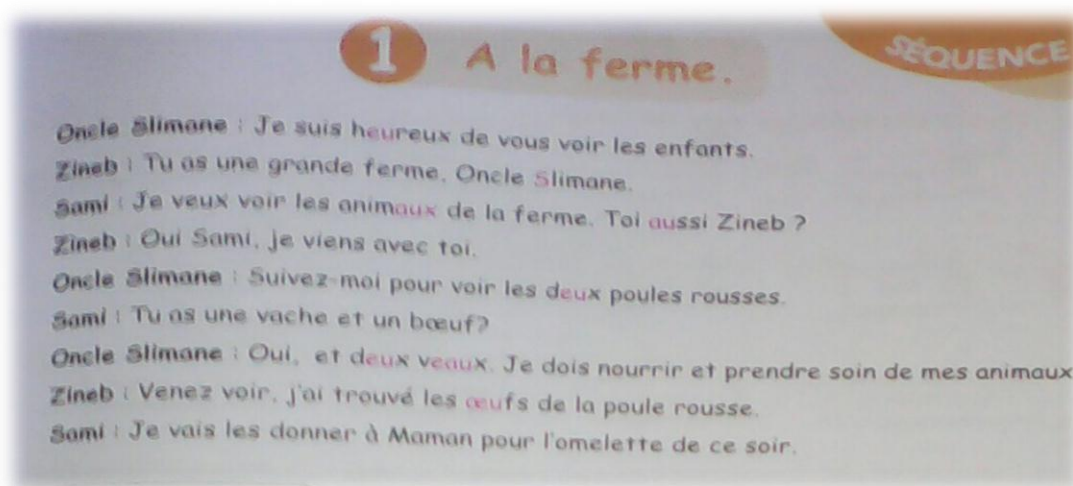 1 A la ferme.
SÉQUENCE
Oncle Slimane : Je suis heureux de vous voir les enfants.
Zineb : Tu as une grande ferme, Oncle Slimane.
Sami : Je veux voir les animaux de la ferme. Toi aussi Zineb ?
Zineb : Oui Sami, je viens avec toi.
Oncle Slimane : Suivez-moi pour voir les deux poules rousses.
Sami : Tu as une vache et un bœuf?
Oncle Slimane : Oui, et deux veaux. Je dois nourrir et prendre soin de mes animaux
Zineb : Venez voir, j'ai trouvé les œufs de la poule rousse.
Sami : Je vais les donner à Maman pour l'omelette de ce soir.